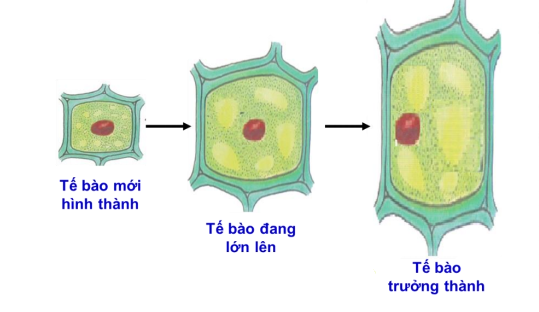 Tế bào mới
hình thành
Tế bào đang
lớn lên
Tế bào
trưởng thành